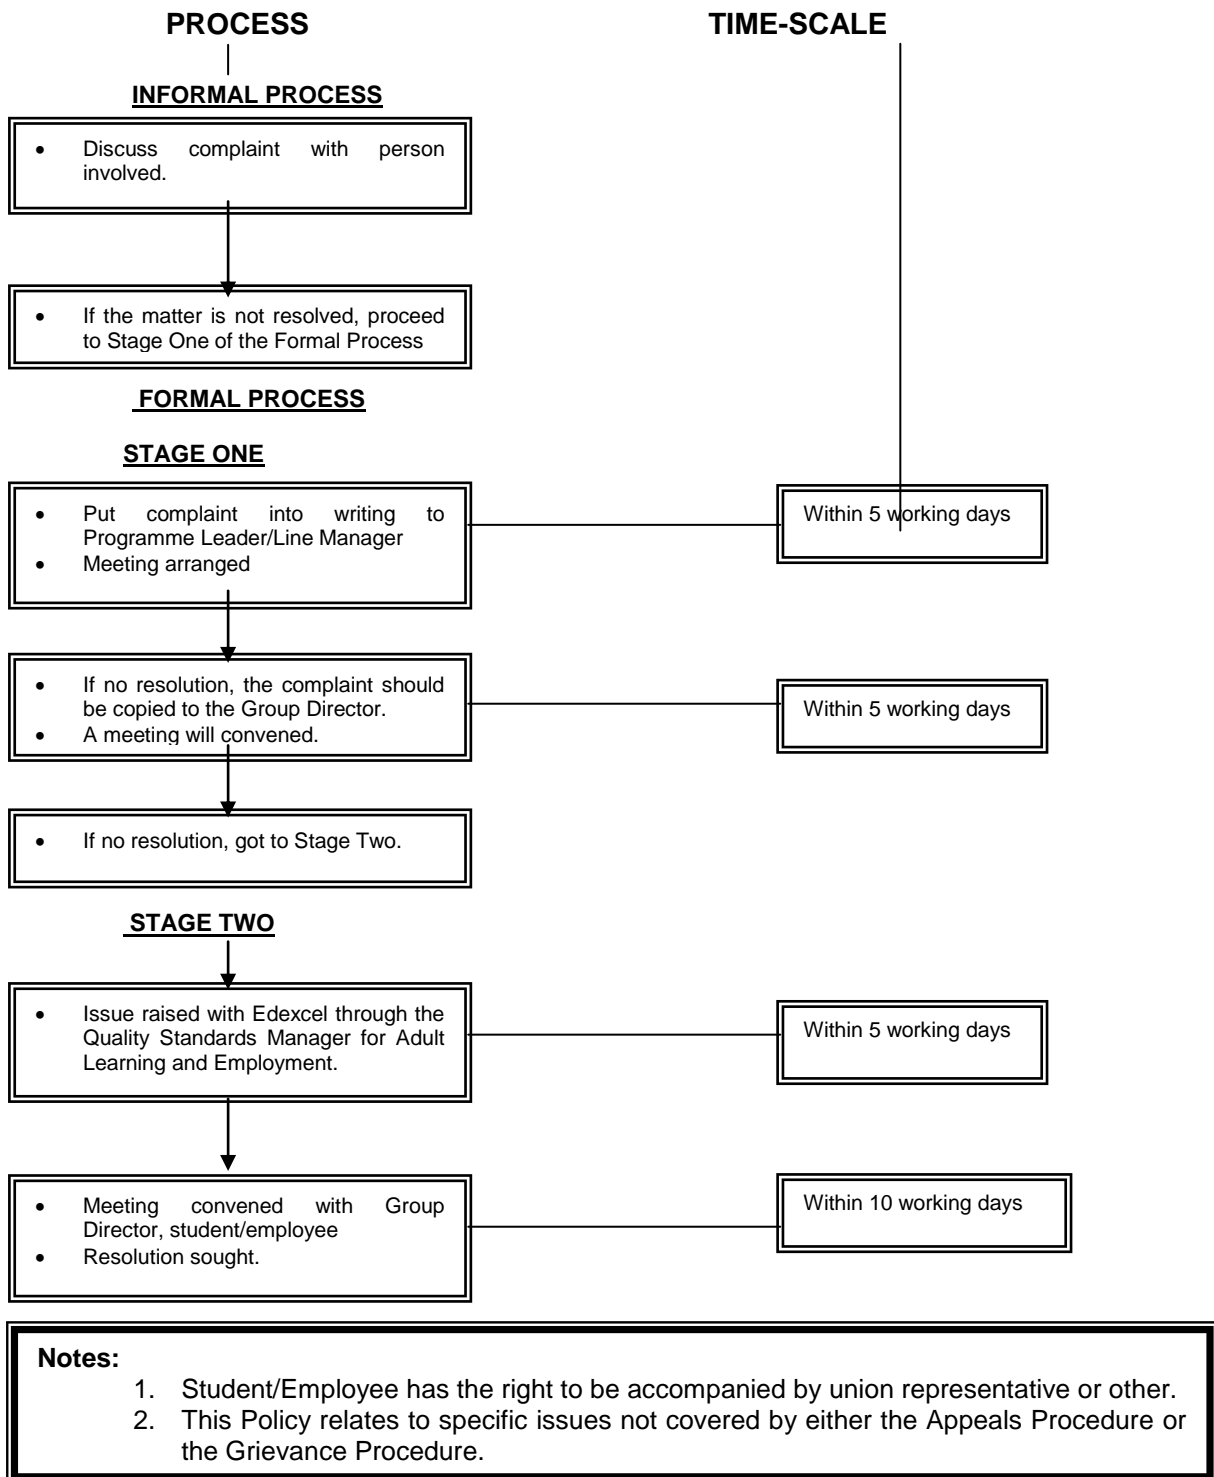 PROCESS
TIME-SCALE
INFORMAL PROCESS
• Discuss complaint with person
involved.
• If the matter is not resolved, proceed
to Stage One of the Formal Process
FORMAL PROCESS
STAGE ONE
• Put complaint into writing to
Programme Leader/Line Manager
• Meeting arranged
Within 5 working days
• If no resolution, the complaint should
be copied to the Group Director.
• A meeting will convened.
Within 5 working days
• If no resolution, got to Stage Two.
STAGE TWO
• Issue raised with Edexcel through the
Quality Standards Manager for Adult
Learning and Employment.
Within 5 working days
• Meeting convened with Group
Director, student/employee
• Resolution sought.
Within 10 working days
Notes:
1. Student/Employee has the right to be accompanied by union representative or other.
2. This Policy relates to specific issues not covered by either the Appeals Procedure or
the Grievance Procedure.